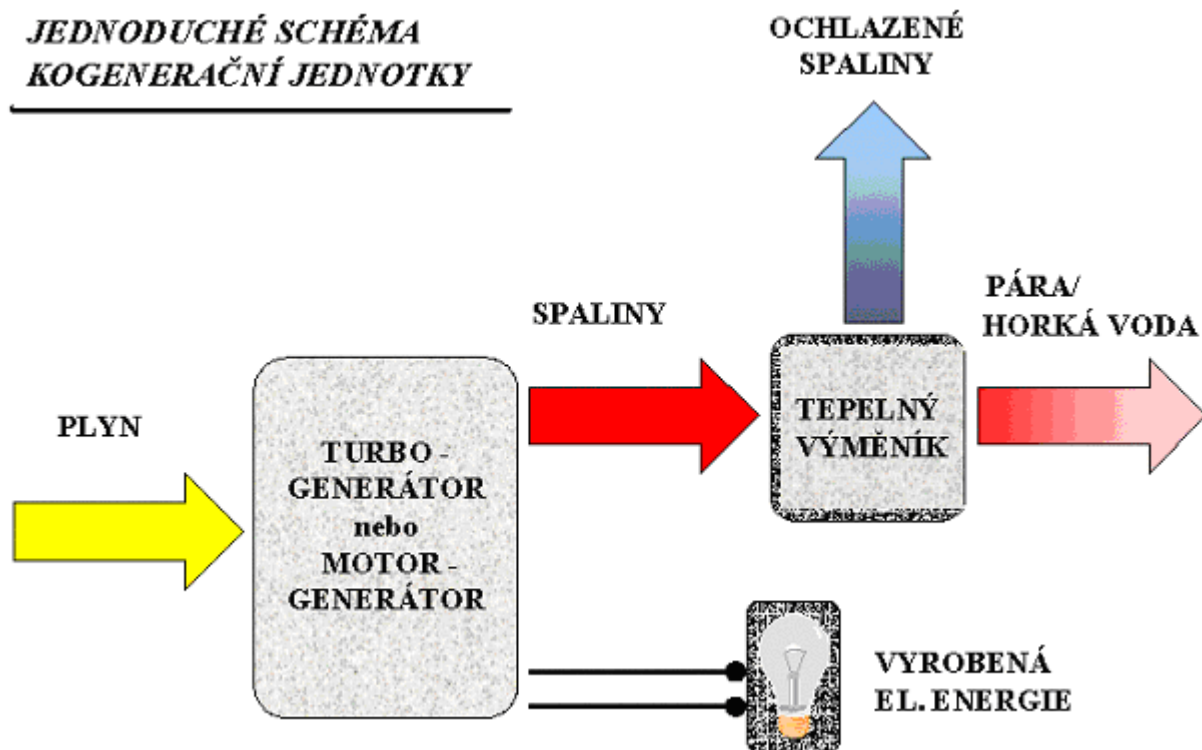 JEDNODUCHÉ SCHÉMA
KOGENERAČNÍ JEDNOTKY
OCHLAZENÉ
SPALINY
SPALINY
PÁRA/
HORKÁ VODA
PLYN
TURBO -
GENERÁTOR
nebo
MOTOR -
GENERÁTOR
TEPELNÝ
VÝMĚNÍK
VYROBENÁ
EL. ENERGIE